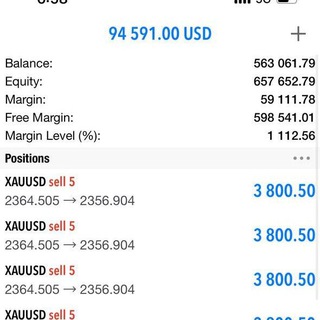 94 591.00 USD
Balance: 563 061.79
Equity: 657 652.79
Margin: 59 111.78
Free Margin: 598 541.01
Margin Level (%): 1 112.56
Positions
XAUUSD sell 5
3 800.50
2364.505 → 2356.904
XAUUSD sell 5
3 800.50
2364.505 → 2356.904
XAUUSD sell 5
3 800.50
2364.505 → 2356.904
XAUUSD sell 5